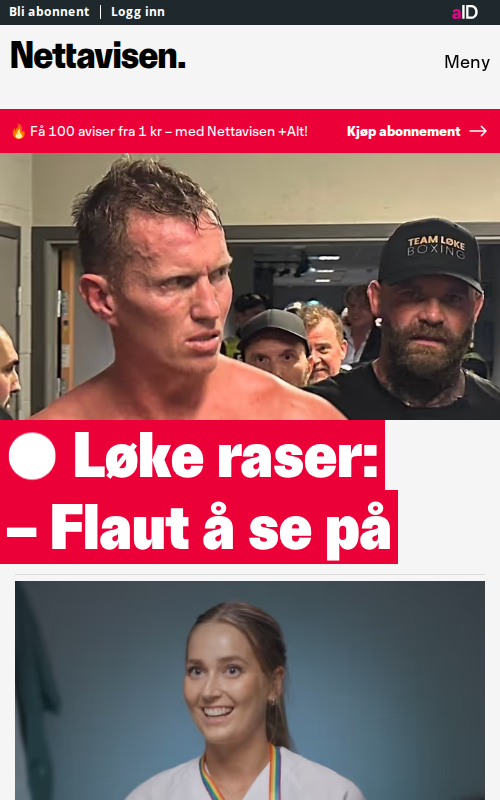 Bli abonnent
Logg inn
aID
Nettavisen.
Meny
🔥 Få 100 aviser fra 1 kr – med Nettavisen +Alt!
Kjøp abonnement →
TEAM LØKE
BOXING
Løke raser:
– Flaut å se på